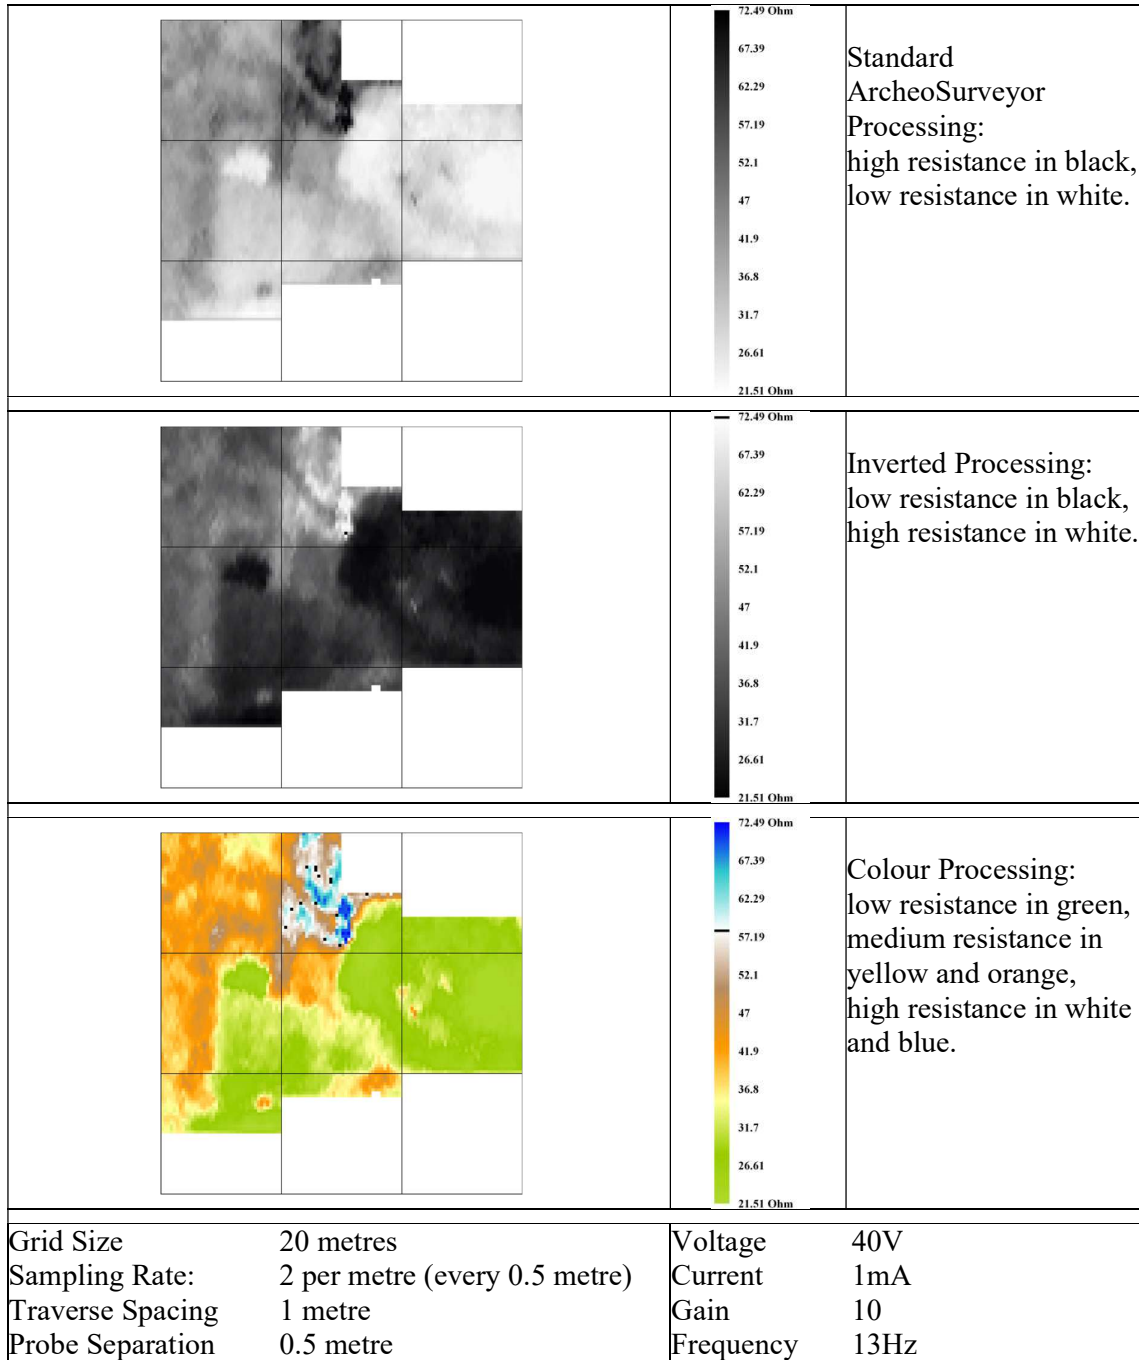 72.49 Ohm
67.39
62.29
57.19
52.1
47
41.9
36.8
31.7
26.61
21.51 Ohm
Standard
ArcheoSurveyor
Processing:
high resistance in black,
low resistance in white.
72.49 Ohm
67.39
62.29
57.19
52.1
47
41.9
36.8
31.7
26.61
21.51 Ohm
Inverted Processing:
low resistance in black,
high resistance in white.
72.49 Ohm
67.39
62.29
57.19
52.1
47
41.9
36.8
31.7
26.61
21.51 Ohm
Colour Processing:
low resistance in green,
medium resistance in
yellow and orange,
high resistance in white
and blue.
Grid Size 20 metres Voltage 40V
Sampling Rate: 2 per metre (every 0.5 metre) Current 1mA
Traverse Spacing 1 metre Gain 10
Probe Separation 0.5 metre Frequency 13Hz